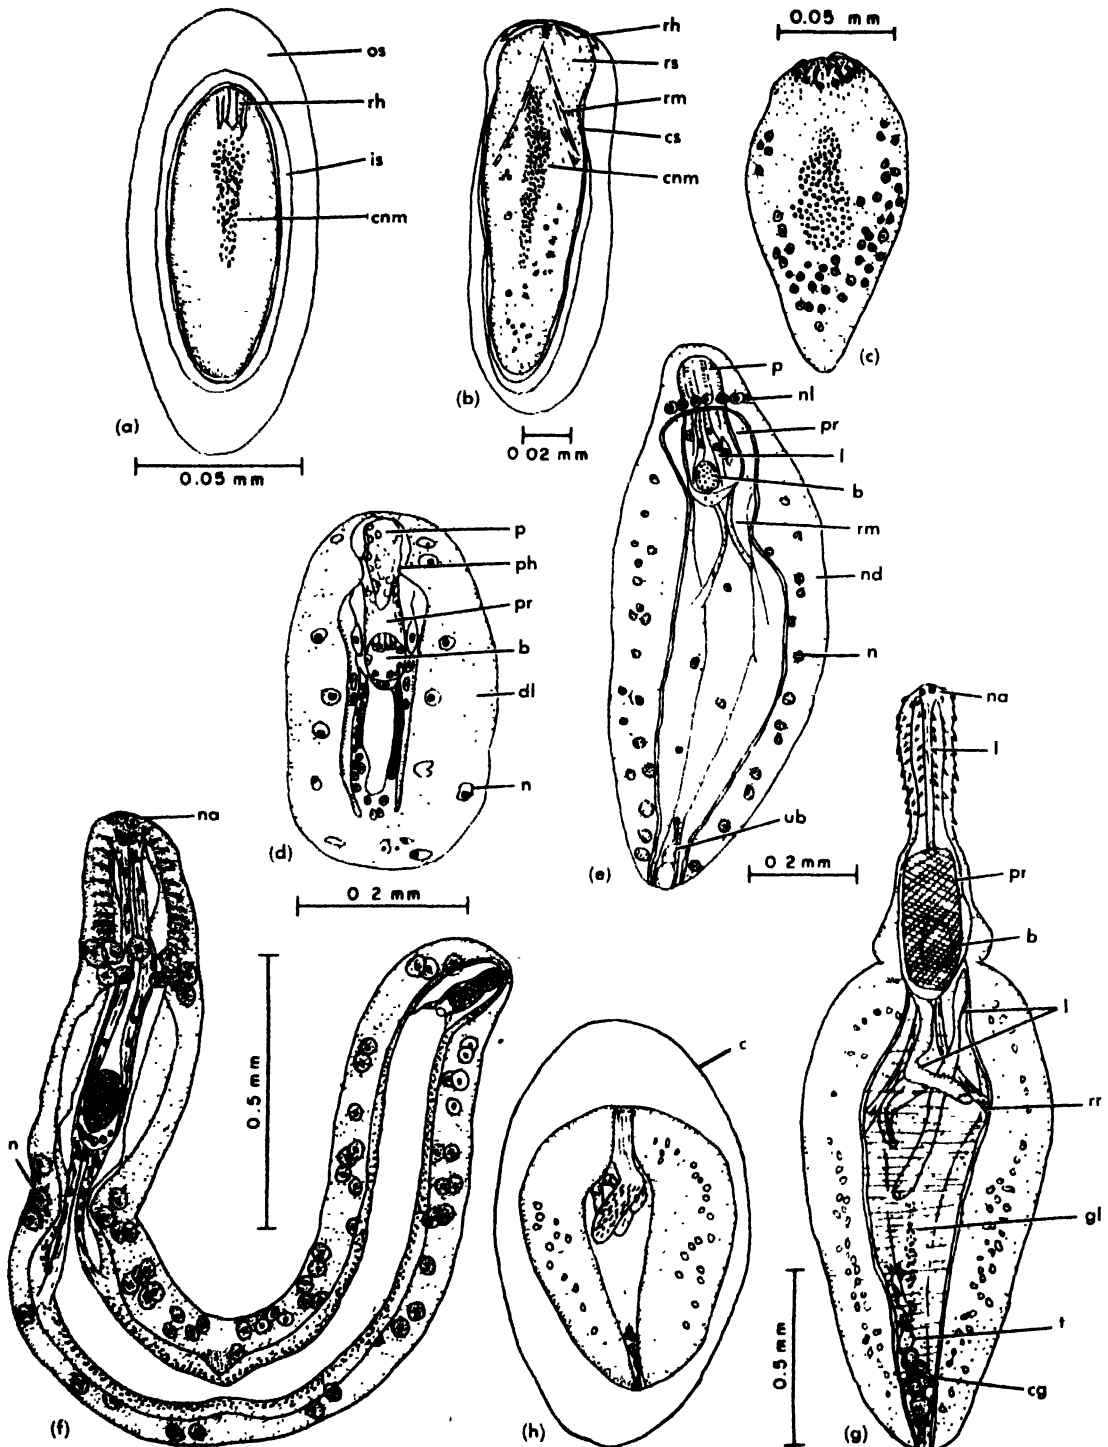 os
rh
is
cnm
(a)
0.05 mm
rh
rs
rm
cs
cnm
(b)
0 02 mm
0.05 mm
(c)
p
ph
pr
b
dl
n
(d)
0 2 mm
p
nl
pr
l
b
rm
nd
n
ub
(e)
0 2 mm
na
n
0.5 mm
(f)
c
(h)
na
l
pr
b
l
rr
gl
t
cg
0.5 mm
(g)